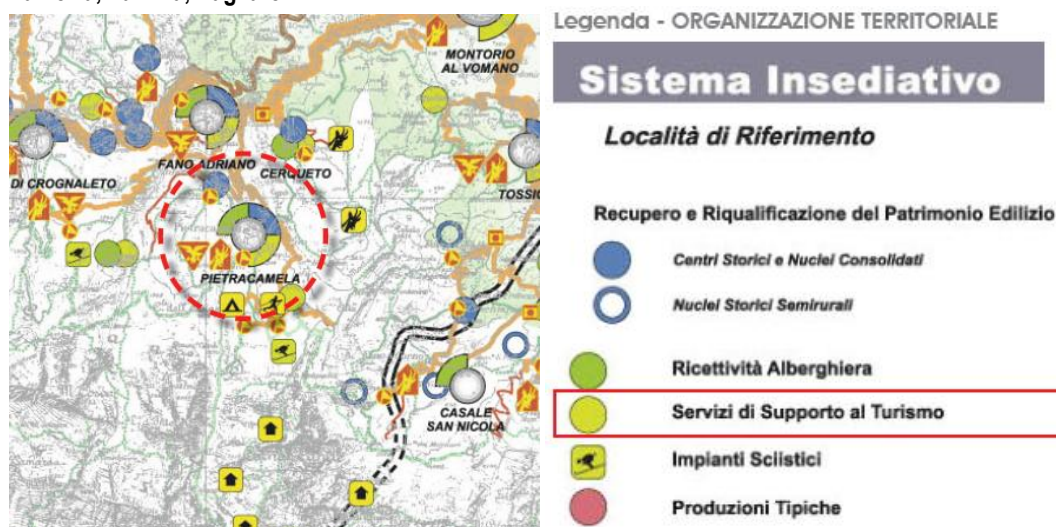 Legenda - ORGANIZZAZIONE TERRITORIALE
MONTORIO
AL VOMANO
FANO ADRIANO
CERQUETO
DI CROGNALETO
PIETRACAMELA
CASALE
SAN NICOLA
Sistema Insediativo
Località di Riferimento
Recupero e Riqualificazione del Patrimonio Edilizio
Centri Storici e Nuclei Consolidati
Nuclei Storici Semirurali
Ricettività Alberghiera
Servizi di Supporto al Turismo
Impianti Sciistici
Produzioni Tipiche